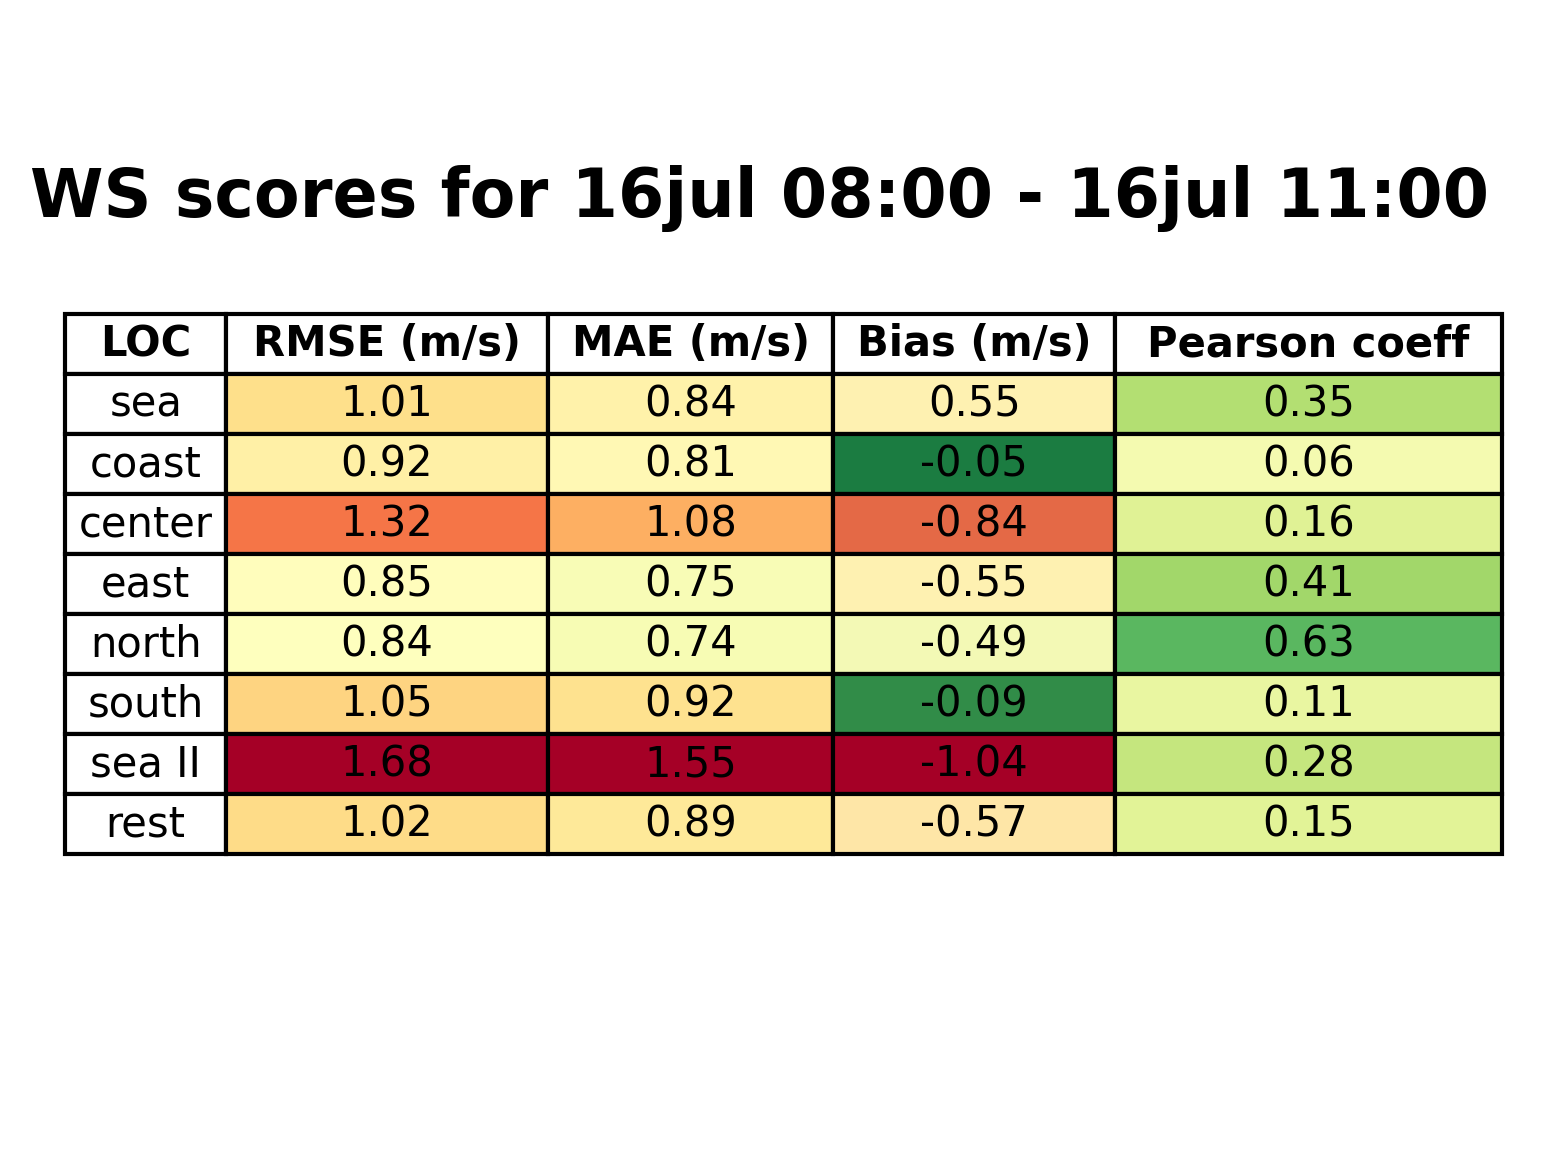 WS scores for 16jul 08:00 - 16jul 11:00
LOC RMSE (m/s) MAE (m/s) Bias (m/s) Pearson coeff
sea 1.01 0.84 0.55 0.35
coast 0.92 0.81 -0.05 0.06
center 1.32 1.08 -0.84 0.16
east 0.85 0.75 -0.55 0.41
north 0.84 0.74 -0.49 0.63
south 1.05 0.92 -0.09 0.11
sea II 1.68 1.55 -1.04 0.28
rest 1.02 0.89 -0.57 0.15